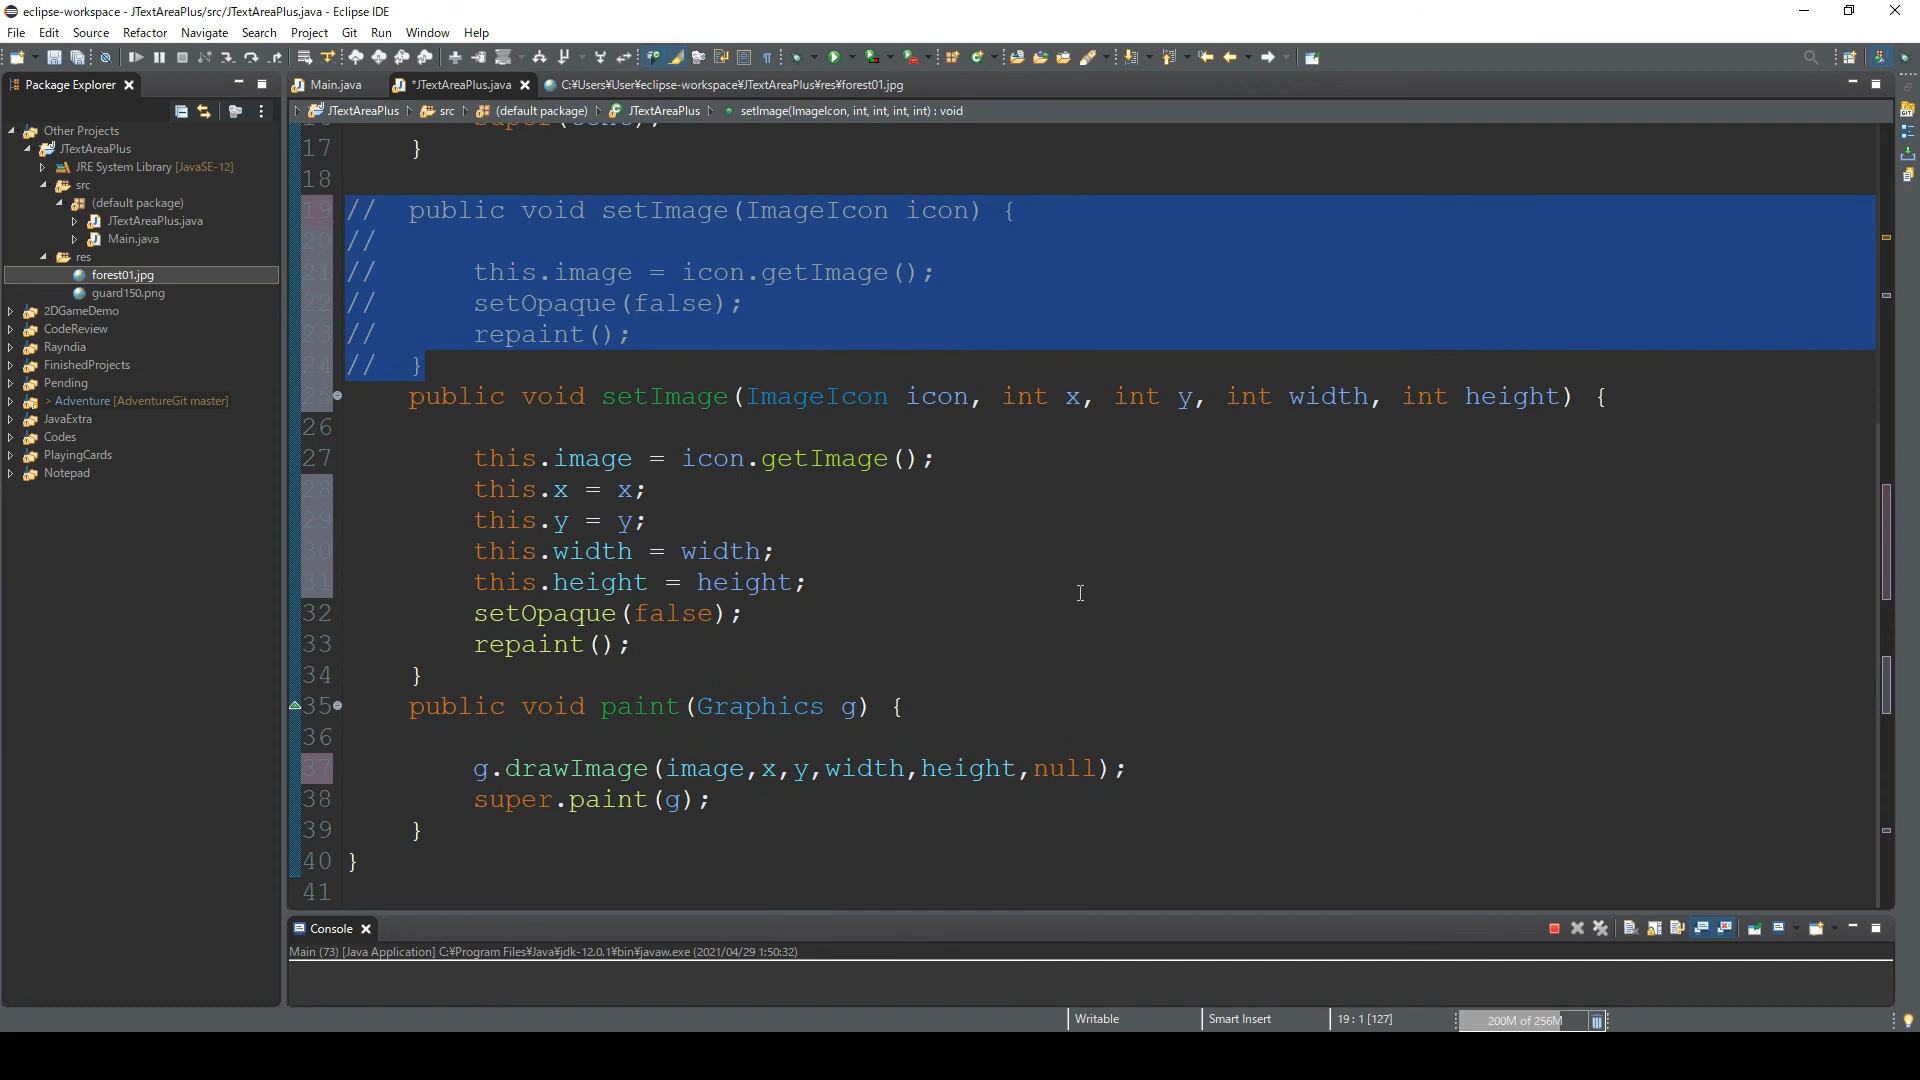 eclipse-workspace - JTextAreaPlus/src/JTextAreaPlus.java - Eclipse IDE
File Edit Source Refactor Navigate Search Project Git Run Window Help
Package Explorer
Main.java *JTextAreaPlus.java C:¥Users¥User¥eclipse-workspace¥JTextAreaPlus¥res¥forest01.jpg
JTextAreaPlus src (default package) JTextAreaPlus setImage(ImageIcon, int, int, int, int) : void
Other Projects
JTextAreaPlus
JRE System Library [JavaSE-12]
src
(default package)
JTextAreaPlus.java
Main.java
res
forest01.jpg
guard150.png
2DGameDemo
CodeReview
Rayndia
FinishedProjects
Pending
> Adventure [AdventureGit master]
JavaExtra
Codes
PlayingCards
Notepad
17 }
18
19 // public void setImage(ImageIcon icon) {
20 //
21 // this.image = icon.getImage();
22 // setOpaque(false);
23 // repaint();
24 // }
25 public void setImage(ImageIcon icon, int x, int y, int width, int height) {
26
27 this.image = icon.getImage();
28 this.x = x;
29 this.y = y;
30 this.width = width;
31 this.height = height;
32 setOpaque(false);
33 repaint();
34 }
35 public void paint(Graphics g) {
36
37 g.drawImage(image,x,y,width,height,null);
38 super.paint(g);
39 }
40 }
41
Console
Main (73) [Java Application] C:¥Program Files¥Java¥jdk-12.0.1¥bin¥javaw.exe (2021/04/29 1:50:32)
Writable Smart Insert 19 : 1 [127] 200M of 256M